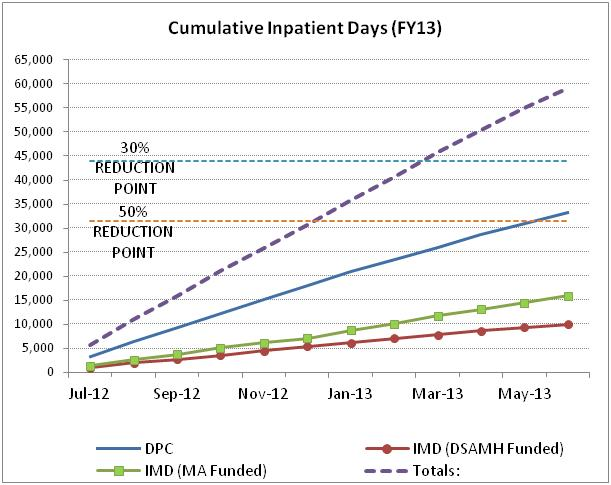 Cumulative Inpatient Days (FY13)
65,000
60,000
55,000
50,000
45,000
40,000
35,000
30,000
25,000
20,000
15,000
10,000
5,000
0
30%
REDUCTION
POINT
50%
REDUCTION
POINT
Jul-12 Sep-12 Nov-12 Jan-13 Mar-13 May-13
DPC IMD (DSAMH Funded)
IMD (MA Funded) Totals: